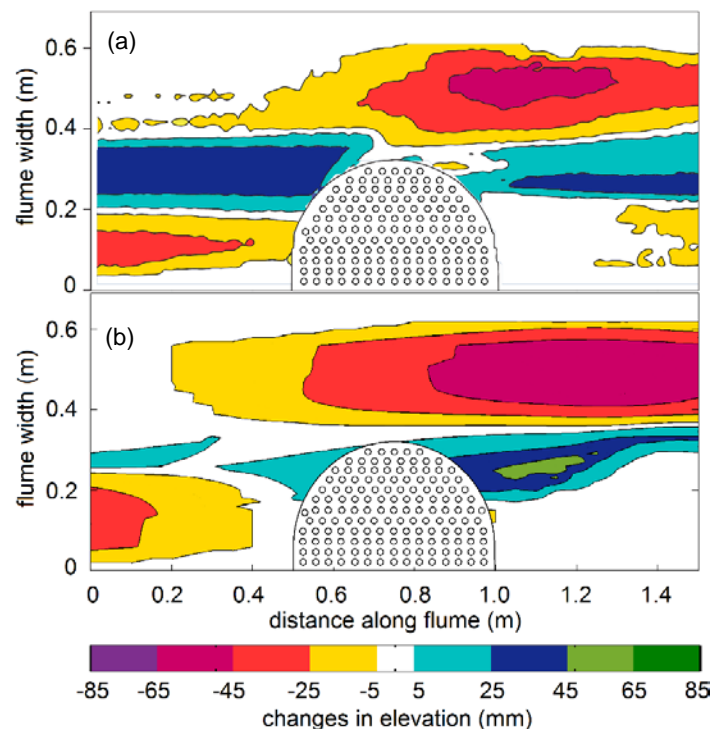 (a)
flume width (m)
0.6
0.4
0.2
0
(b)
flume width (m)
0.6
0.4
0.2
0
0 0.2 0.4 0.6 0.8 1.0 1.2 1.4
distance along flume (m)
-85 -65 -45 -25 -5 5 25 45 65 85
changes in elevation (mm)